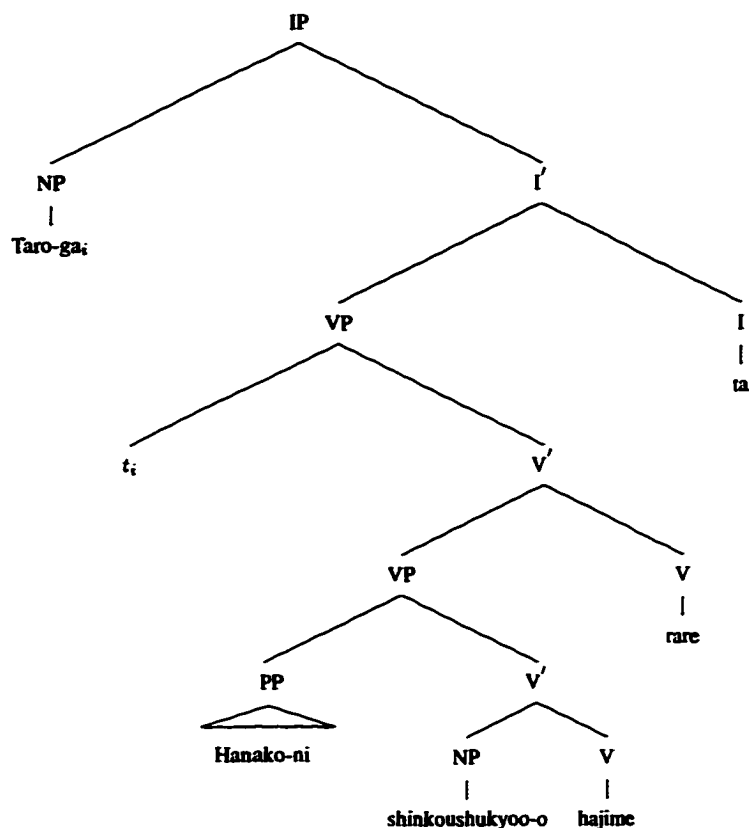 IP
NP I′
Taro-gaᵢ
VP I
ta
tᵢ V′
VP V
rare
PP V′
Hanako-ni NP V
shinkoushukyoo-o hajime